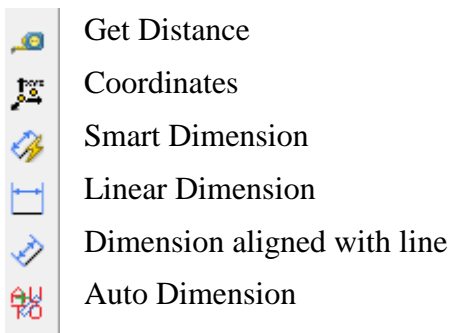 Get Distance
Coordinates
Smart Dimension
Linear Dimension
Dimension aligned with line
Auto Dimension